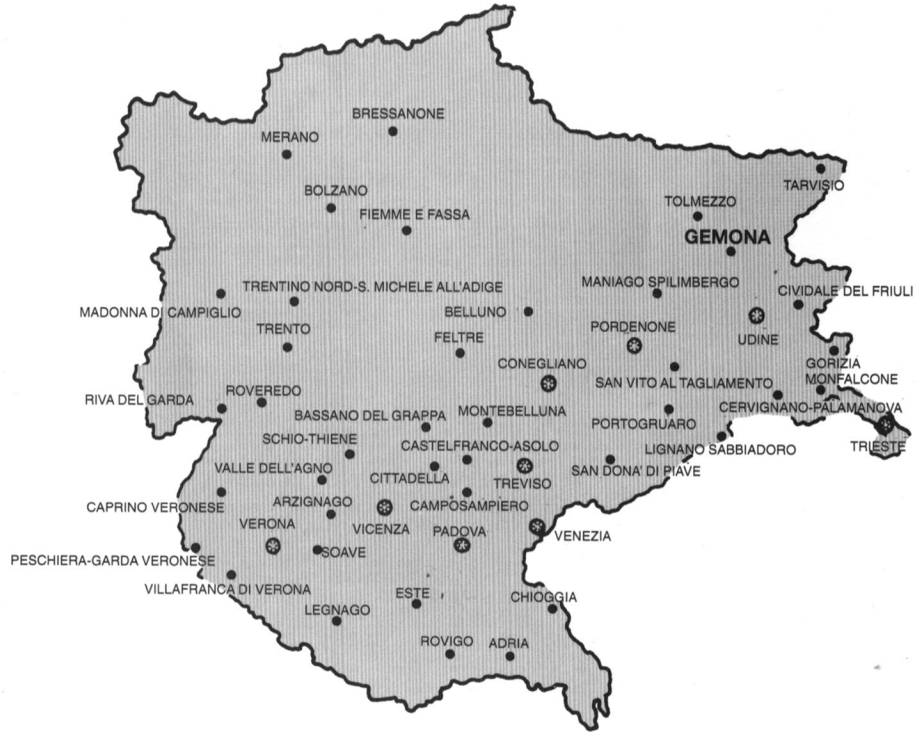 BRESSANONE
MERANO
TARVISIO
BOLZANO
TOLMEZZO
FIEMME E FASSA
GEMONA
MANIAGO SPILIMBERGO
TRENTINO NORD-S. MICHELE ALL'ADIGE
CIVIDALE DEL FRIULI
MADONNA DI CAMPIGLIO
BELLUNO
TRENTO
PORDENONE
UDINE
FELTRE
CONEGLIANO
GORIZIA
SAN VITO AL TAGLIAMENTO
MONFALCONE
ROVEREDO
RIVA DEL GARDA
CERVIGNANO-PALAMANOVA
BASSANO DEL GRAPPA
MONTEBELLUNA
PORTOGRUARO
SCHIO-THIENE
CASTELFRANCO-ASOLO
LIGNANO SABBIADORO
TRIESTE
VALLE DELL'AGNO
CITTADELLA
TREVISO
SAN DONA' DI PIAVE
CAPRINO VERONESE
ARZIGNAGO
CAMPOSAMPIERO
VERONA
VICENZA
PADOVA
VENEZIA
SOAVE
PESCHIERA-GARDA VERONESE
VILLAFRANCA DI VERONA
ESTE
CHIOGGIA
LEGNAGO
ROVIGO
ADRIA